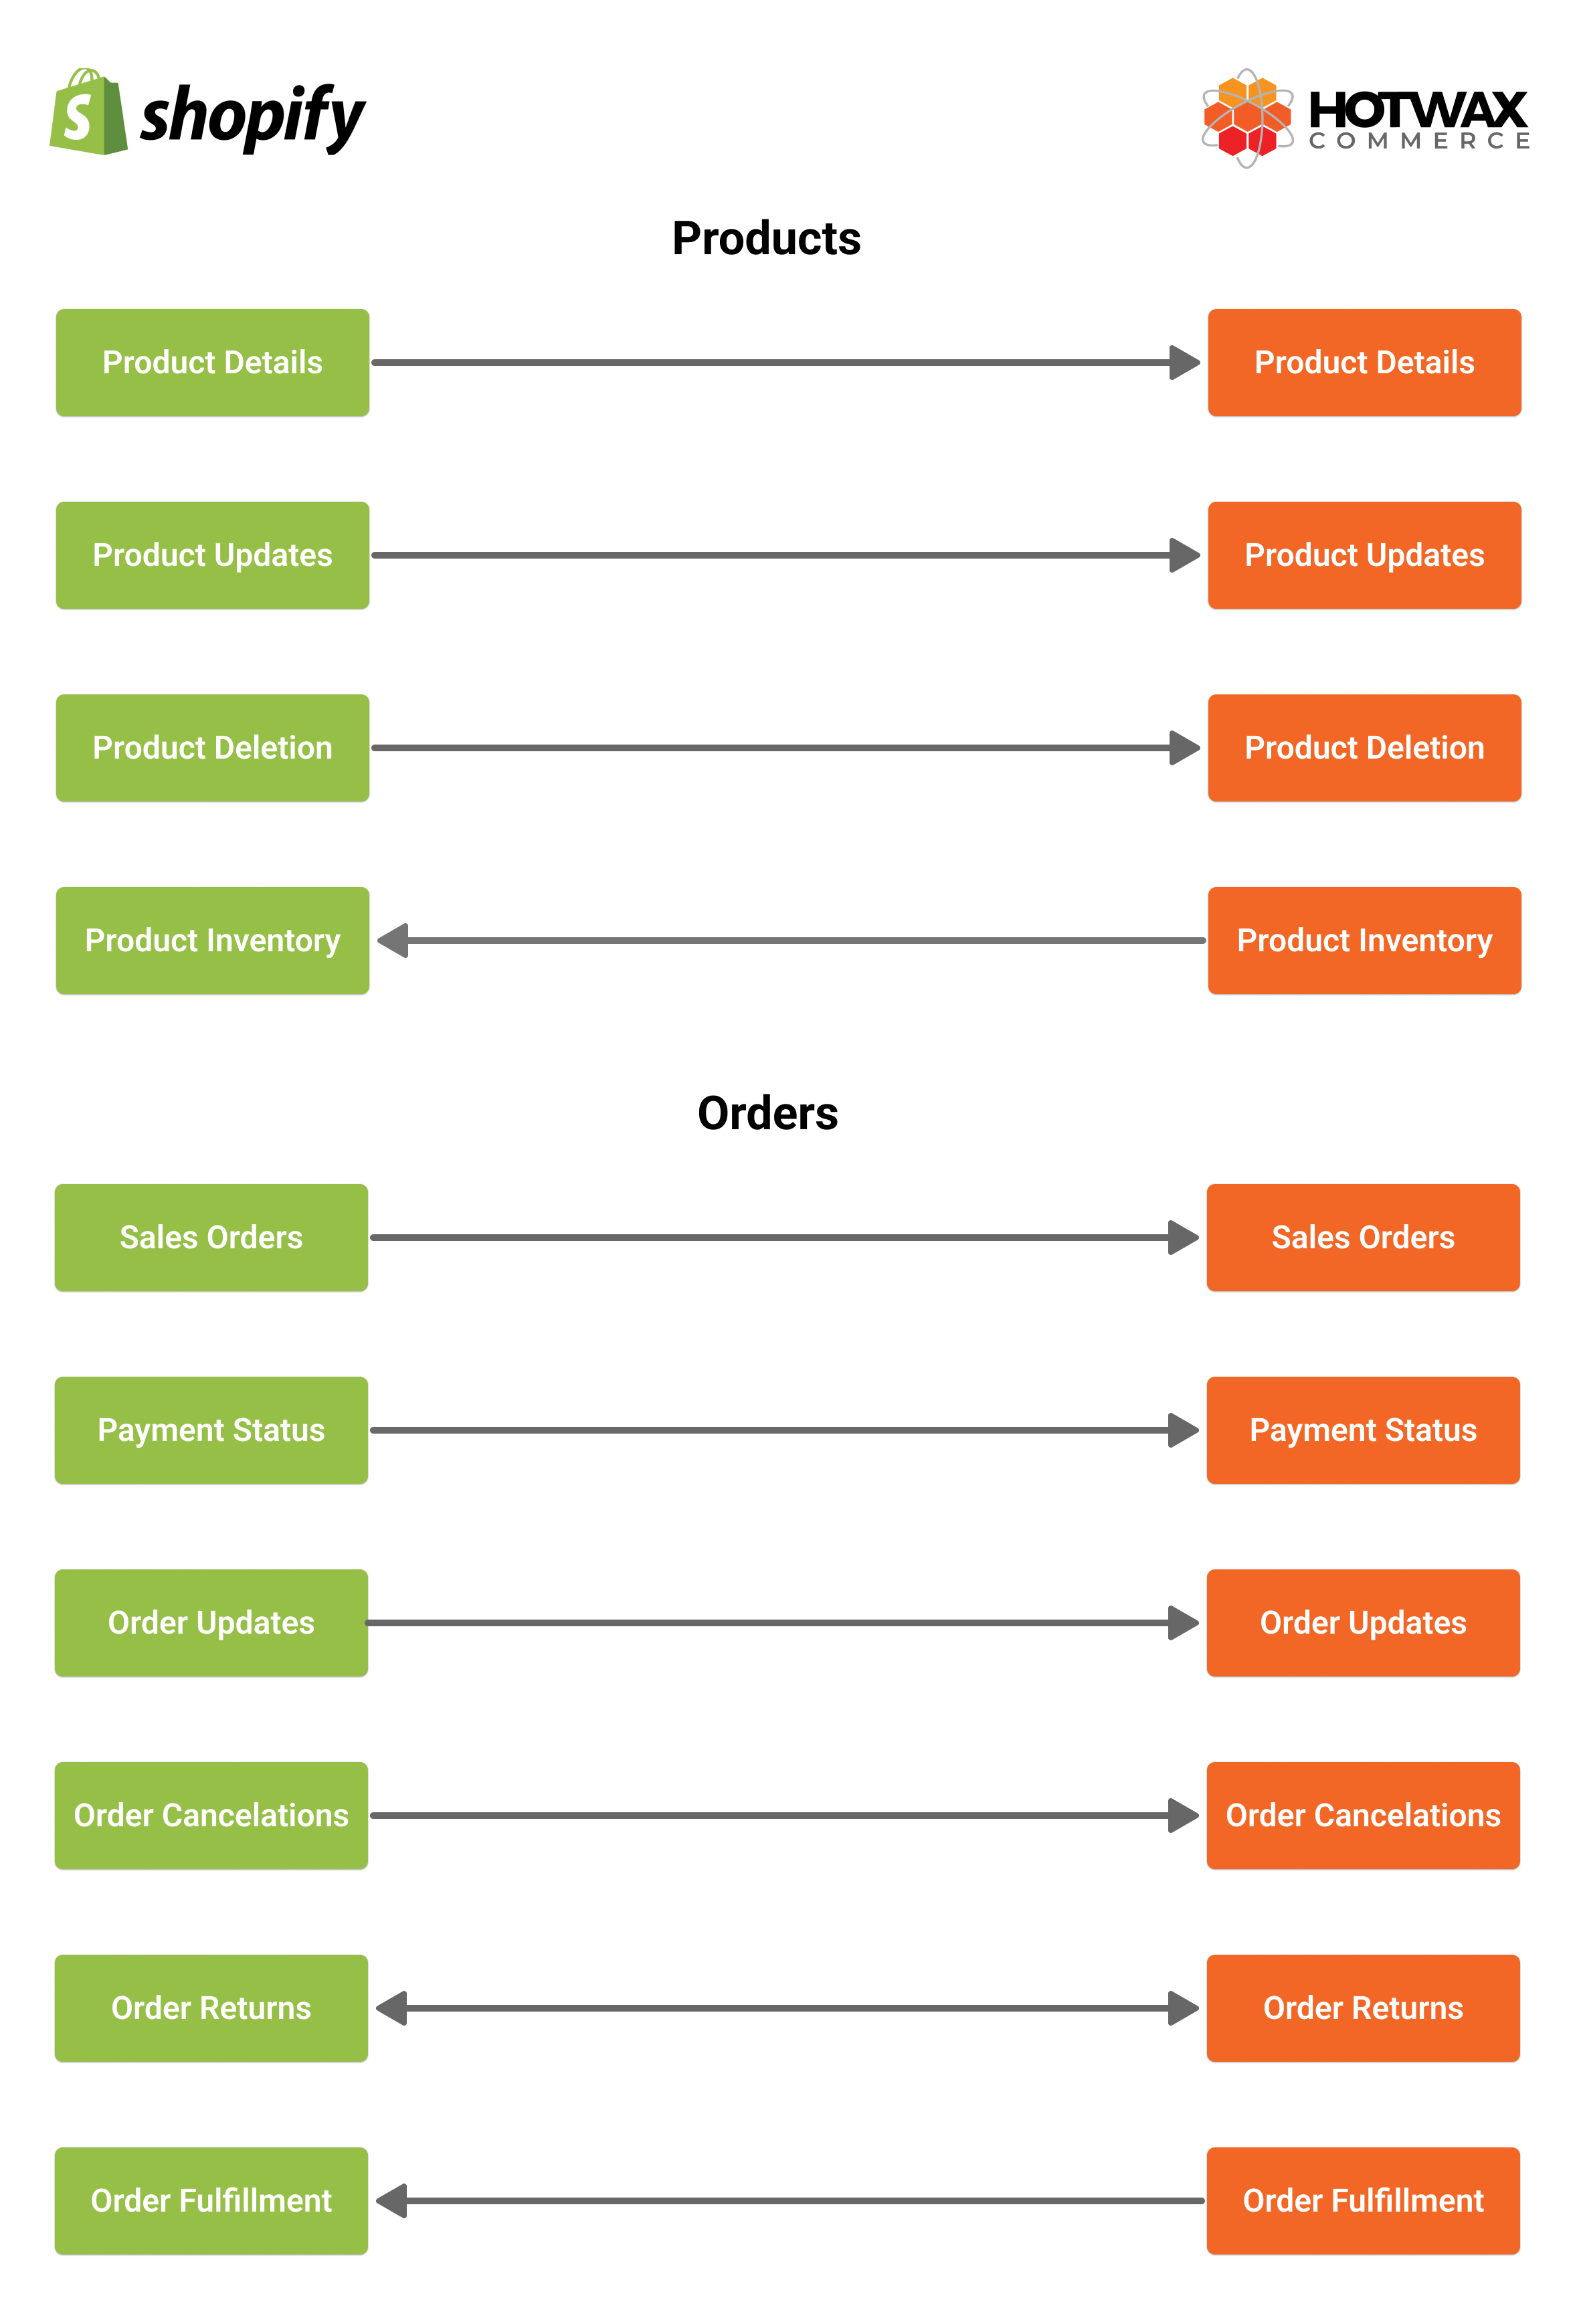 shopify
HOTWAX
COMMERCE
Products
Product Details
Product Details
Product Updates
Product Updates
Product Deletion
Product Deletion
Product Inventory
Product Inventory
Orders
Sales Orders
Sales Orders
Payment Status
Payment Status
Order Updates
Order Updates
Order Cancelations
Order Cancelations
Order Returns
Order Returns
Order Fulfillment
Order Fulfillment